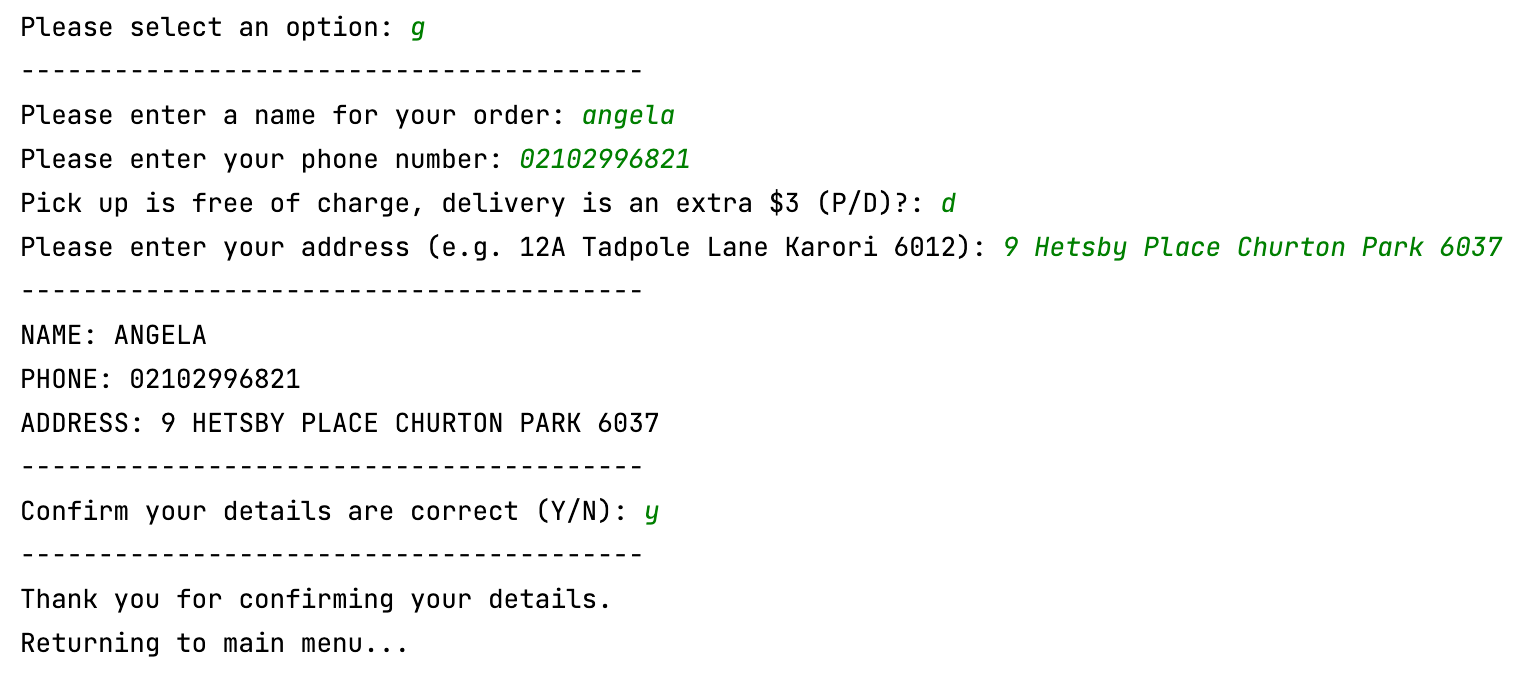 Please select an option: g
----------------------------------------
Please enter a name for your order: angela
Please enter your phone number: 02102996821
Pick up is free of charge, delivery is an extra $3 (P/D)?: d
Please enter your address (e.g. 12A Tadpole Lane Karori 6012): 9 Hetsby Place Churton Park 6037
----------------------------------------
NAME: ANGELA
PHONE: 02102996821
ADDRESS: 9 HETSBY PLACE CHURTON PARK 6037
----------------------------------------
Confirm your details are correct (Y/N): y
----------------------------------------
Thank you for confirming your details.
Returning to main menu...